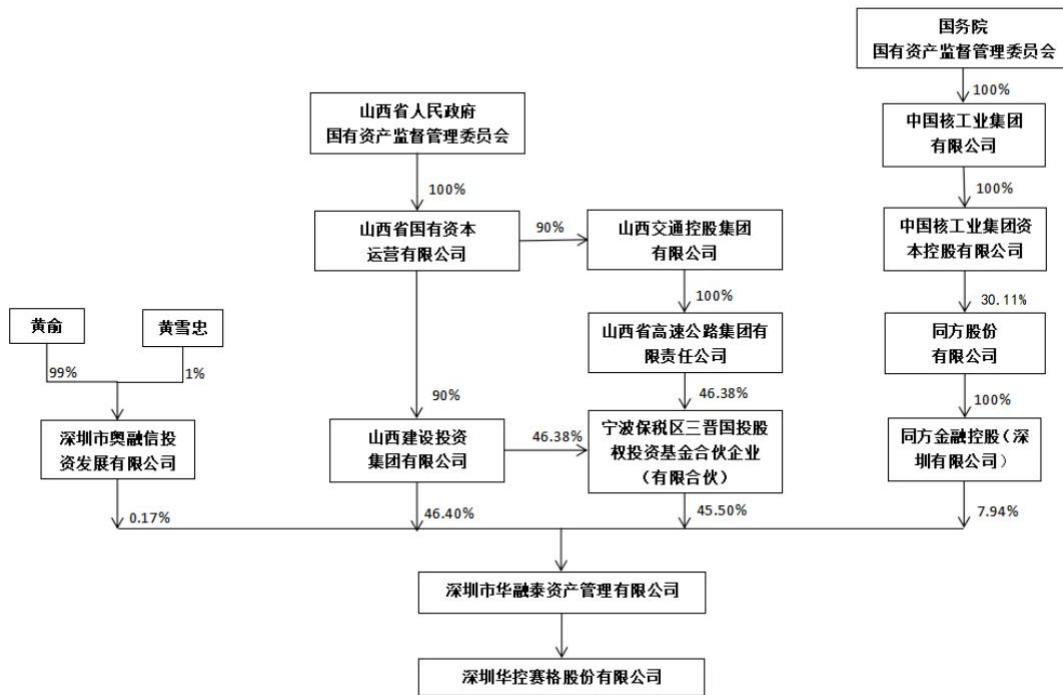 国务院
国有资产监督管理委员会
100%
山西省人民政府
国有资产监督管理委员会
中国核工业集团
有限公司
100%
100%
山西省国有资本
运营有限公司
90%
山西交通控股集团
有限公司
中国核工业集团资
本控股有限公司
100%
30.11%
黄俞
黄雪忠
山西省高速公路集团有
限责任公司
同方股份
有限公司
99%
1%
90%
46.38%
100%
深圳市奥融信投
资发展有限公司
山西建设投资
集团有限公司
46.38%
宁波保税区三晋国投股
权投资基金合伙企业
（有限合伙）
同方金融控股（深
圳有限公司）
0.17%
46.40%
45.50%
7.94%
深圳市华融泰资产管理有限公司
深圳华控赛格股份有限公司